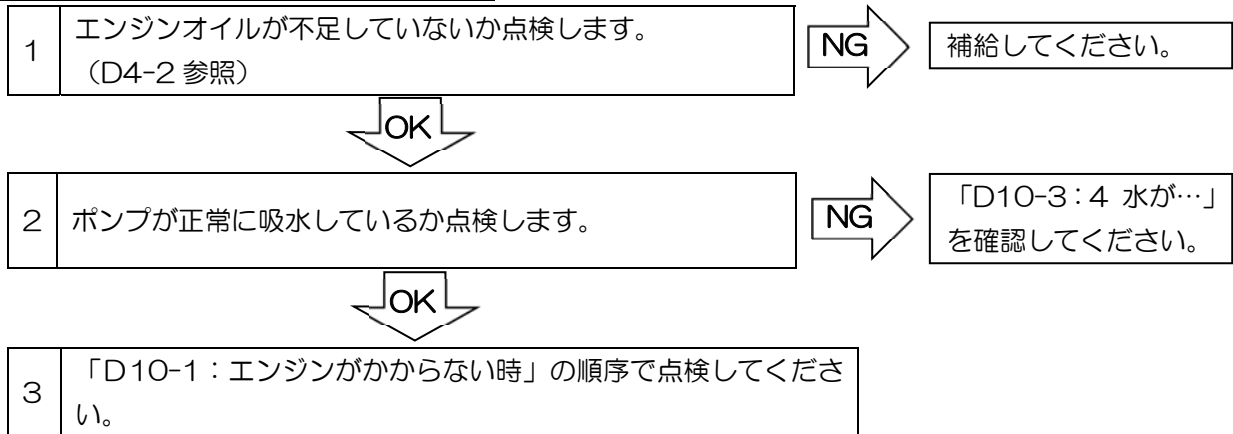 1
エンジンオイルが不足していないか点検します。
（D4-2 参照）
NG
補給してください。
OK
2
ポンプが正常に吸水しているか点検します。
NG
「D10-3：4 水が…」
を確認してください。
OK
3
「D10-1：エンジンがかからない時」の順序で点検してくださ
い。